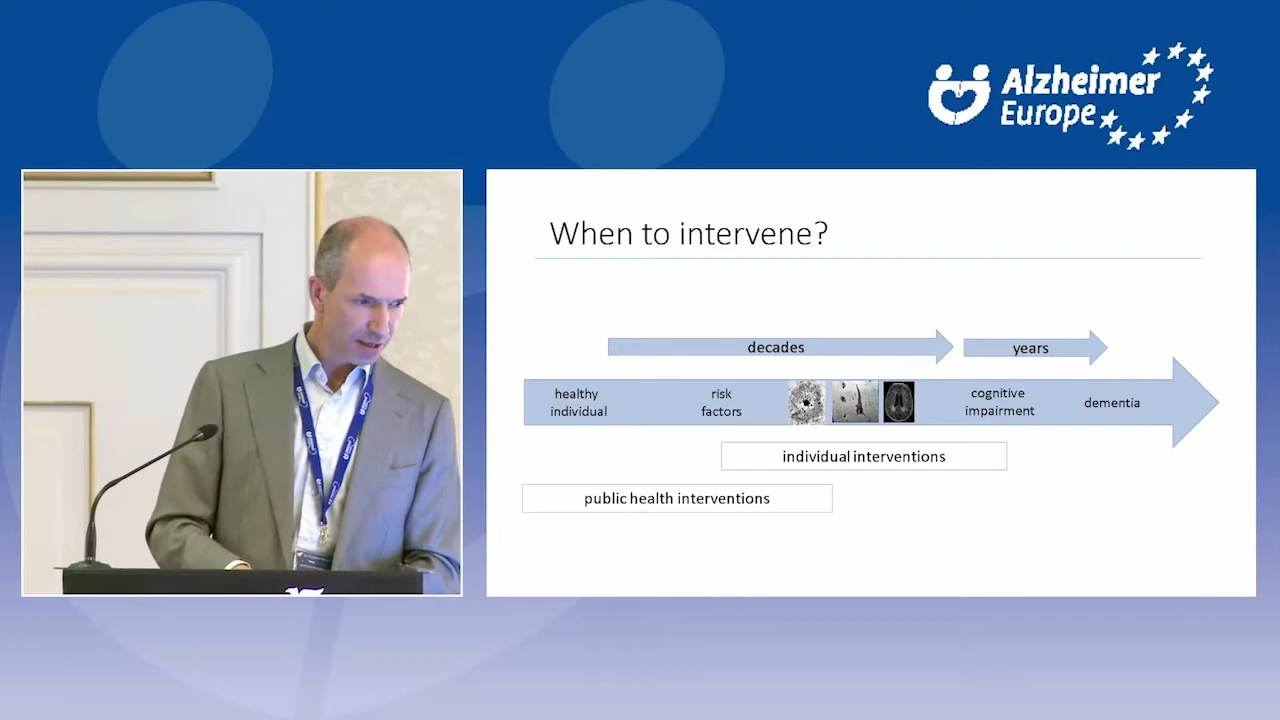 Alzheimer
Europe
When to intervene?
decades
years
healthy
individual
risk
factors
cognitive
impairment
dementia
individual interventions
public health interventions